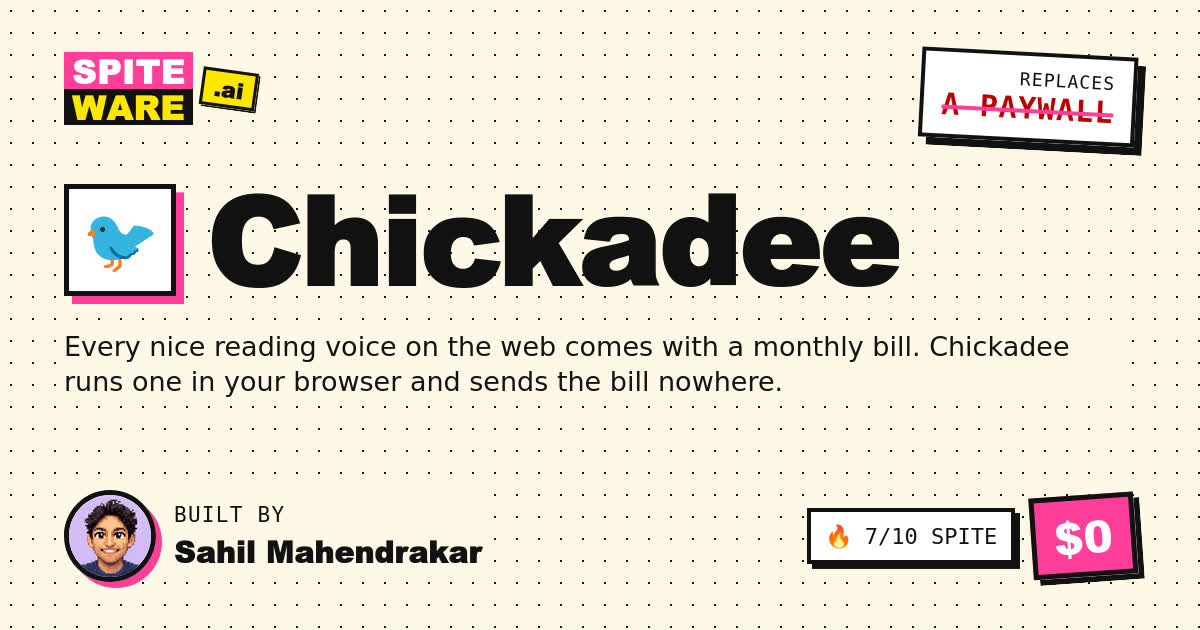 SPITE
WARE
.ai
REPLACES
A PAYWALL
Chickadee
Every nice reading voice on the web comes with a monthly bill. Chickadee
runs one in your browser and sends the bill nowhere.
BUILT BY
Sahil Mahendrakar
🔥 7/10 SPITE
$0